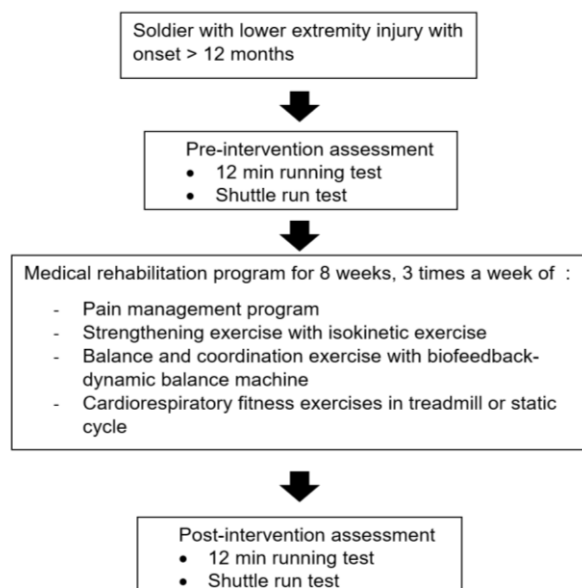 Soldier with lower extremity injury with
onset > 12 months
Pre-intervention assessment
• 12 min running test
• Shuttle run test
Medical rehabilitation program for 8 weeks, 3 times a week of :
- Pain management program
- Strengthening exercise with isokinetic exercise
- Balance and coordination exercise with biofeedback-
dynamic balance machine
- Cardiorespiratory fitness exercises in treadmill or static
cycle
Post-intervention assessment
• 12 min running test
• Shuttle run test